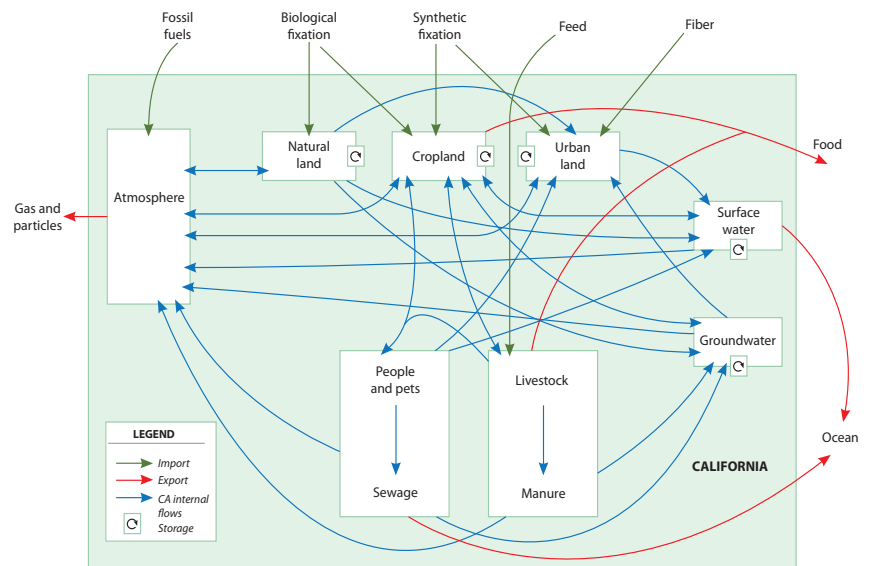 Fossil
fuels
Biological
fixation
Synthetic
fixation
Feed
Fiber
Food
Natural
land
Cropland
Urban
land
Atmosphere
Gas and
particles
Surface
water
Groundwater
People
and pets
Livestock
Sewage
Manure
Ocean
CALIFORNIA
LEGEND
Import
Export
CA internal
flows
Storage